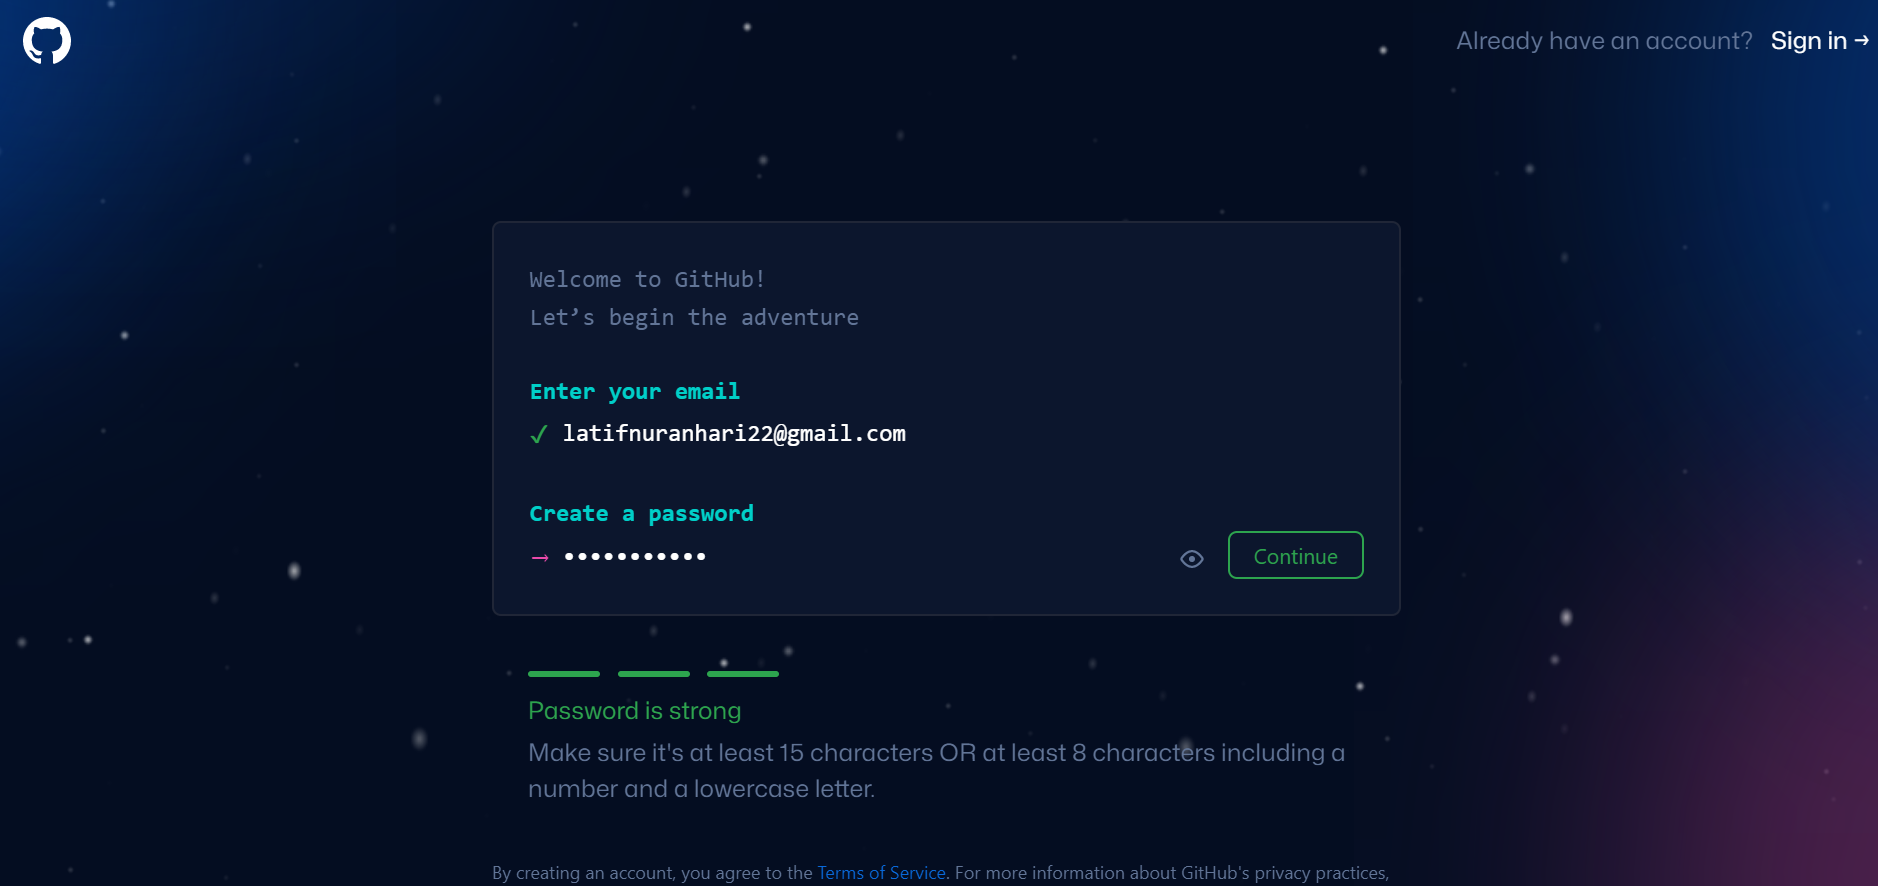 Already have an account? Sign in →
Welcome to GitHub!
Let’s begin the adventure
Enter your email
✓ latifnuranhari22@gmail.com
Create a password
→ •••••••••••
Continue
Password is strong
Make sure it's at least 15 characters OR at least 8 characters including a
number and a lowercase letter.
By creating an account, you agree to the Terms of Service. For more information about GitHub's privacy practices,